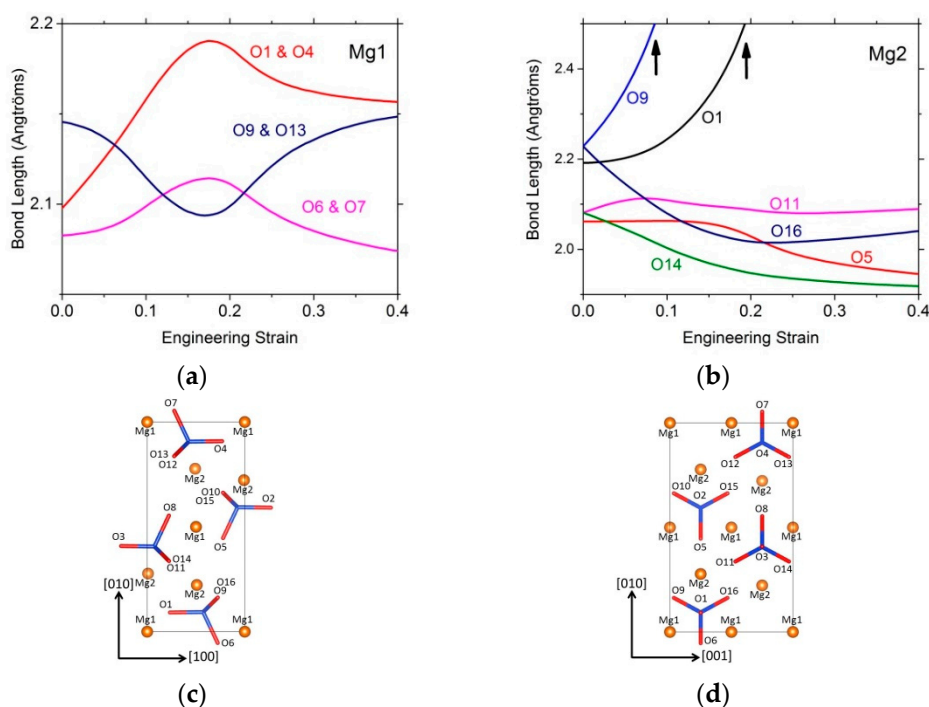 2.2
Mg1
O1 & O4
O9 & O13
O6 & O7
2.1
Bond Length (Angtröms)
0.0 0.1 0.2 0.3 0.4
Engineering Strain
(a)
Mg2
O9
O1
O11
O16
O5
O14
2.4
2.2
2.0
Bond Length (Angströms)
0.0 0.1 0.2 0.3 0.4
Engineering Strain
(b)
O7
Mg1 Mg1
O4
O13
O12
Mg2
Mg2
O10
O15
O2
O8
Mg1
O5
O3
O14
O11
Mg2
Mg2
O16
O9
O1
Mg1 Mg1
O6
[010]
[100]
(c)
O7
Mg1 Mg1 Mg1
O4
O12 O13
Mg2
Mg2
O10 O15
O2
O8
Mg1 Mg1 Mg1
O5
O3
O11 O14
Mg2
Mg2
O9 O1 O16
Mg1 Mg1 Mg1
O6
[010]
[001]
(d)